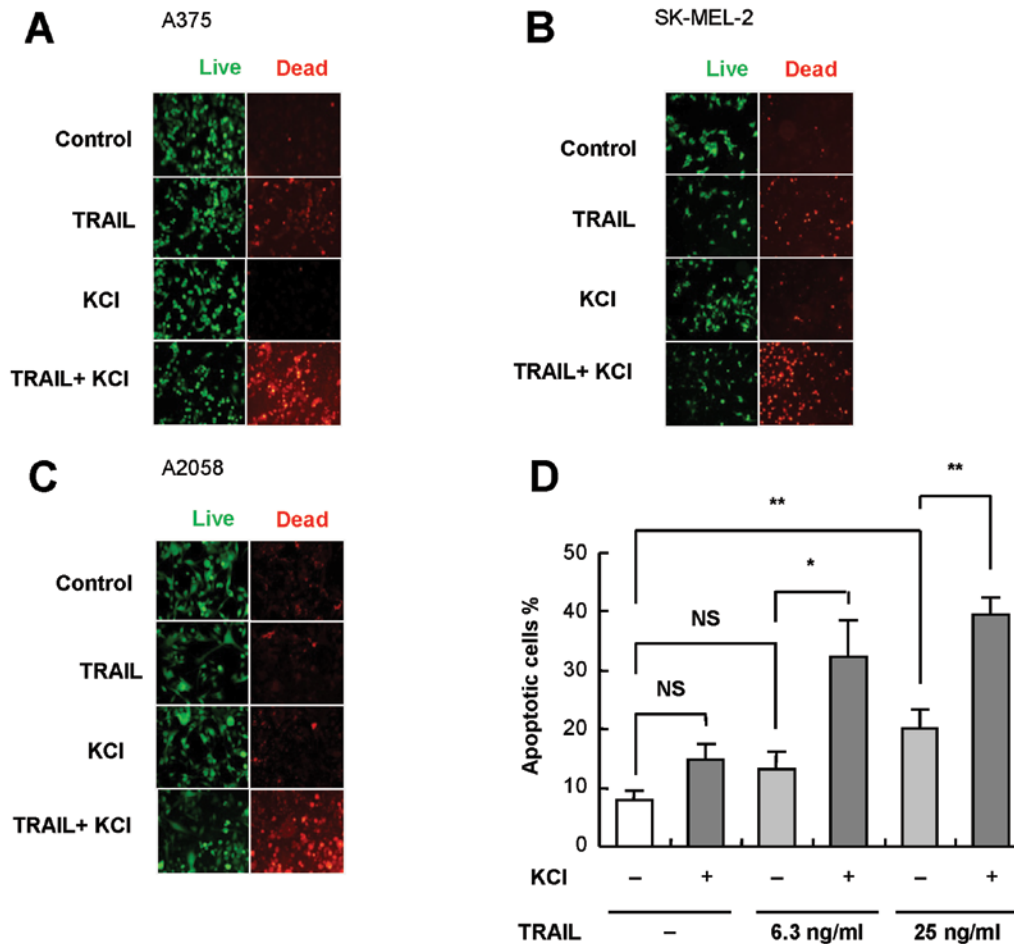 A
A375
Live Dead
Control
TRAIL
KCl
TRAIL+ KCl
B
SK-MEL-2
Live Dead
Control
TRAIL
KCl
TRAIL+ KCl
C
A2058
Live Dead
Control
TRAIL
KCl
TRAIL+ KCl
D
**
**
*
NS
NS
Apoptotic cells %
50
40
30
20
10
0
KCl – + – + – +
TRAIL – 6.3 ng/ml 25 ng/ml